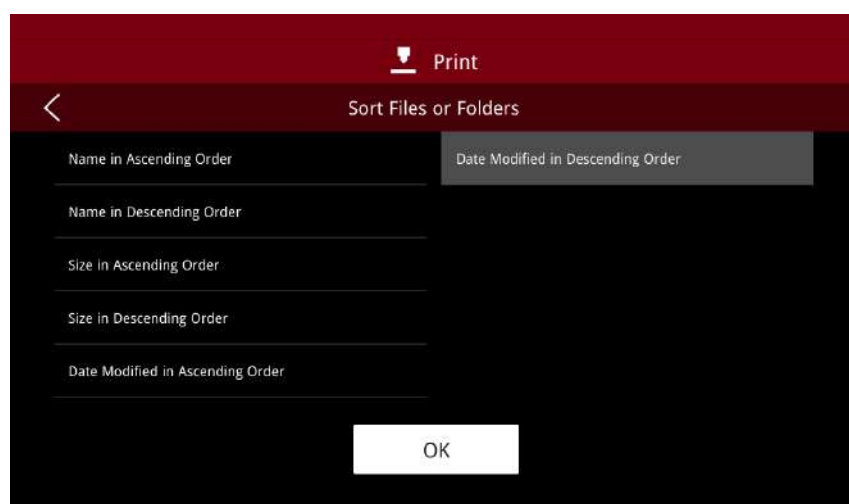 Print
Sort Files or Folders
Name in Ascending Order
Name in Descending Order
Size in Ascending Order
Size in Descending Order
Date Modified in Ascending Order
Date Modified in Descending Order
OK